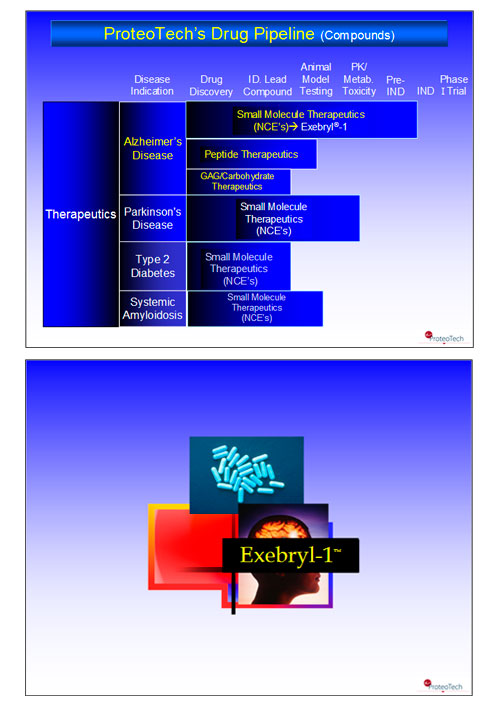 ProteoTech's Drug Pipeline (Compounds)
Disease
Indication
Drug
Discovery
I.D. Lead
Compound
Animal
Model
Testing
PK/
Metab.
Toxicity
Pre-
IND
IND
Phase
I Trial
Therapeutics
Alzheimer's
Disease
Small Molecule Therapeutics
(NCE's)→ Exebryl®-1
Peptide Therapeutics
GAG/Carbohydrate
Therapeutics
Parkinson's
Disease
Small Molecule
Therapeutics
(NCE's)
Type 2
Diabetes
Small Molecule
Therapeutics
(NCE's)
Systemic
Amyloidosis
Small Molecule
Therapeutics
(NCE's)
ProteoTech
Exebryl-1™
ProteoTech